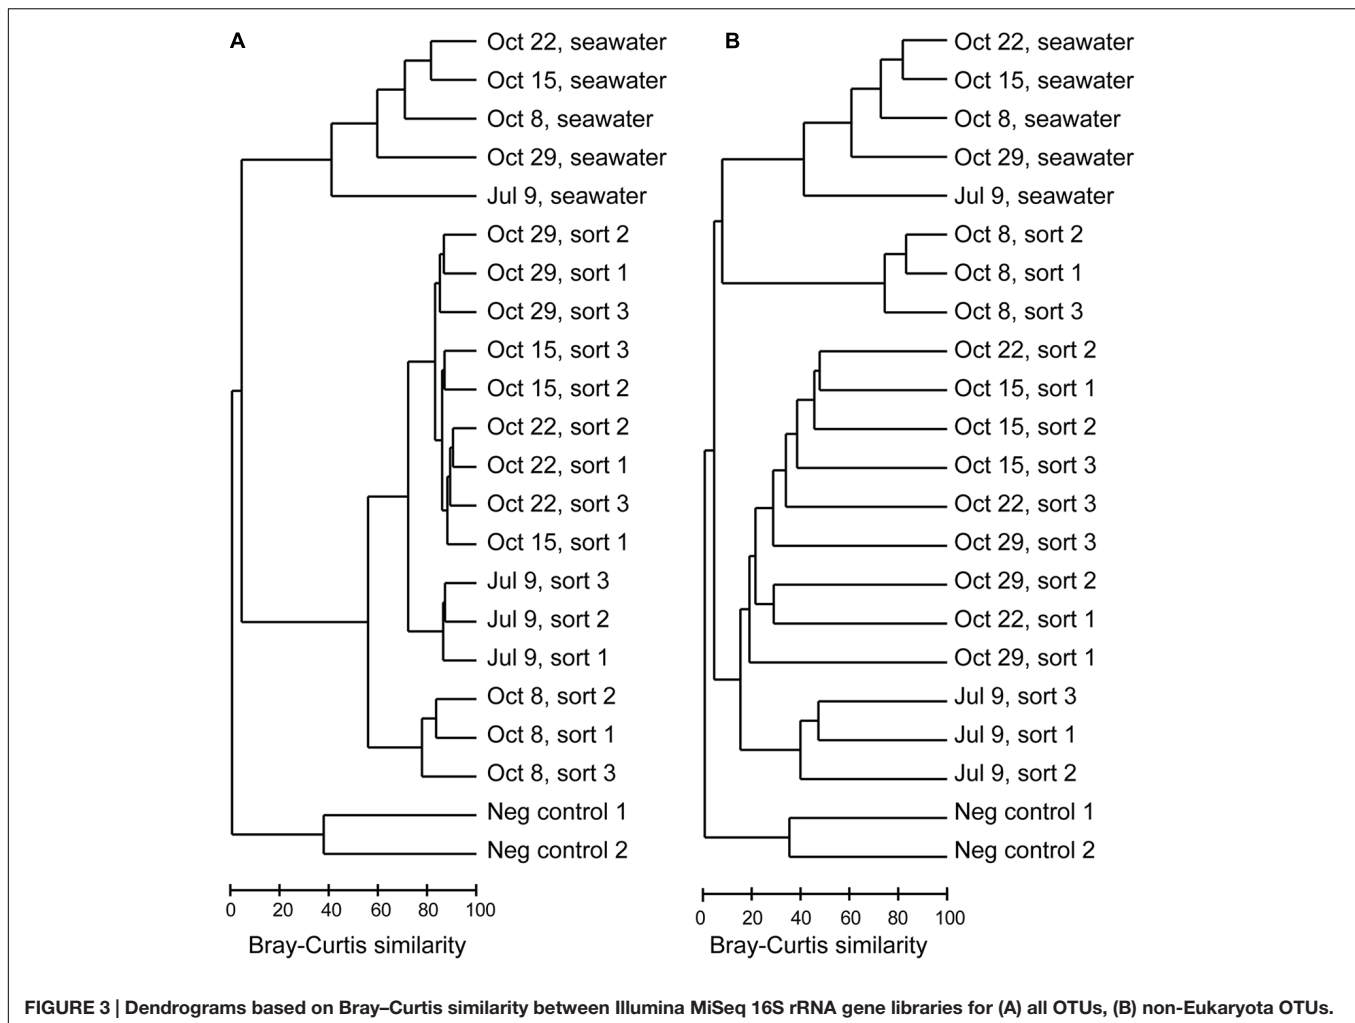 A
Oct 22, seawater
Oct 15, seawater
Oct 8, seawater
Oct 29, seawater
Jul 9, seawater
Oct 29, sort 2
Oct 29, sort 1
Oct 29, sort 3
Oct 15, sort 3
Oct 15, sort 2
Oct 22, sort 2
Oct 22, sort 1
Oct 22, sort 3
Oct 15, sort 1
Jul 9, sort 3
Jul 9, sort 2
Jul 9, sort 1
Oct 8, sort 2
Oct 8, sort 1
Oct 8, sort 3
Neg control 1
Neg control 2
0 20 40 60 80 100
Bray-Curtis similarity
B
Oct 22, seawater
Oct 15, seawater
Oct 8, seawater
Oct 29, seawater
Jul 9, seawater
Oct 8, sort 2
Oct 8, sort 1
Oct 8, sort 3
Oct 22, sort 2
Oct 15, sort 1
Oct 15, sort 2
Oct 15, sort 3
Oct 22, sort 3
Oct 29, sort 3
Oct 29, sort 2
Oct 22, sort 1
Oct 29, sort 1
Jul 9, sort 3
Jul 9, sort 1
Jul 9, sort 2
Neg control 1
Neg control 2
0 20 40 60 80 100
Bray-Curtis similarity
FIGURE 3 | Dendrograms based on Bray–Curtis similarity between Illumina MiSeq 16S rRNA gene libraries for (A) all OTUs, (B) non-Eukaryota OTUs.